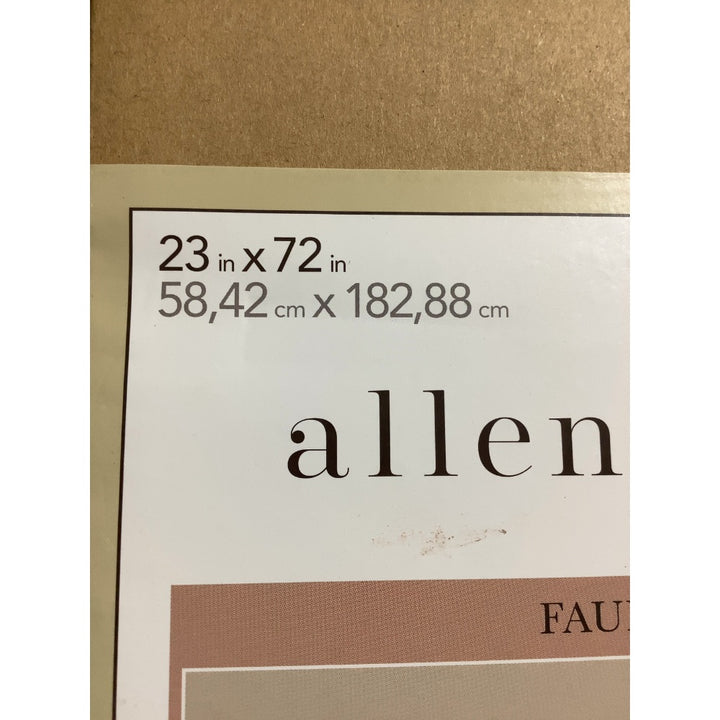 23 in x 72 in
58,42 cm x 182,88 cm
allen